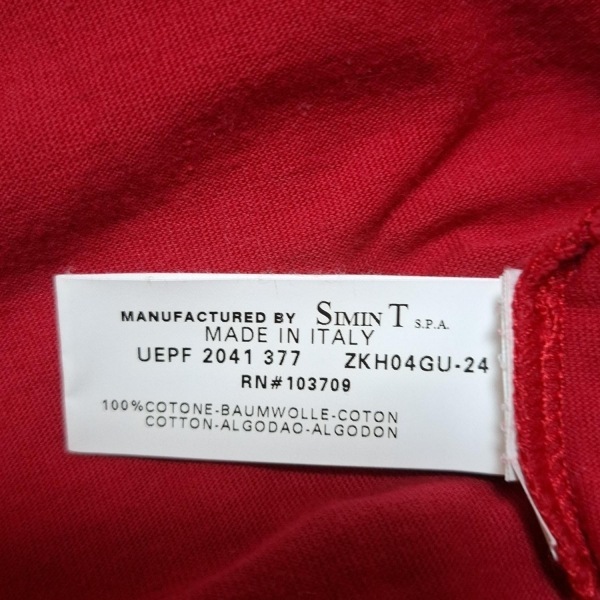 MANUFACTURED BY SIMIN T S.P.A.
MADE IN ITALY
UEPF 2041 377 ZKH04GU-24
RN#103709
100%COTONE-BAUMWOLLE-COTON
COTTON-ALGODAO-ALGODON